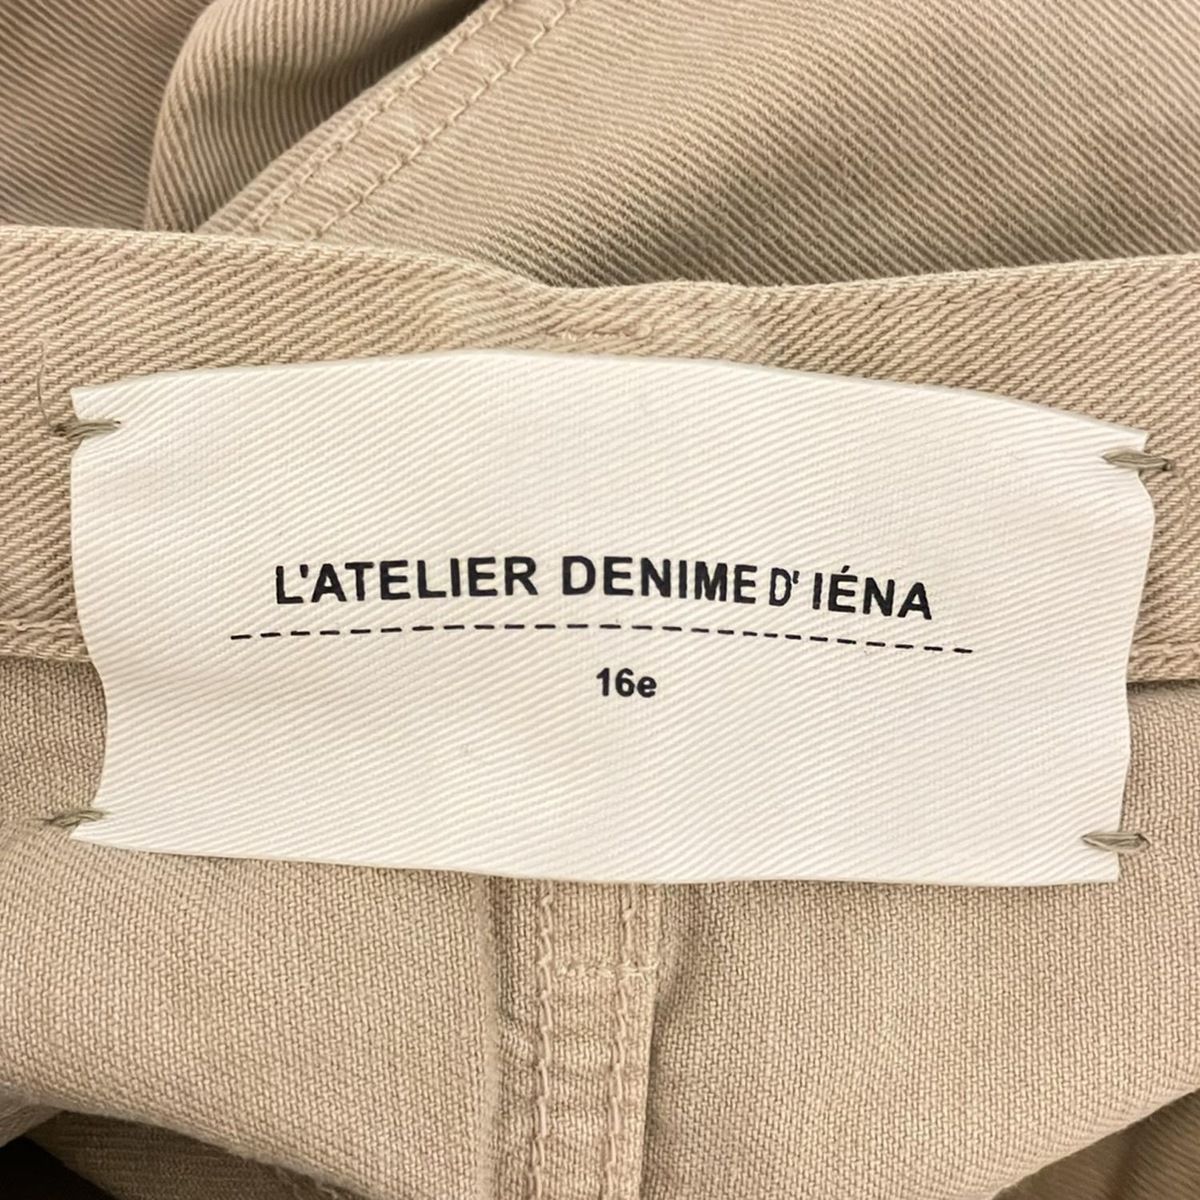 L'ATELIER DENIME D' IÉNA
16e